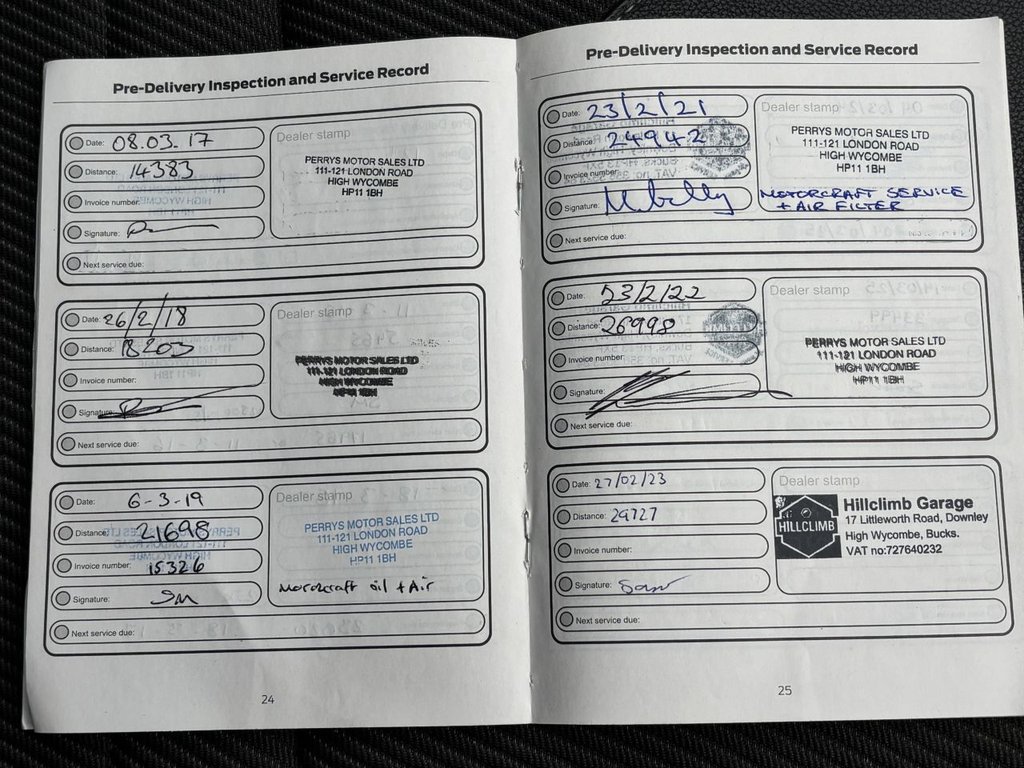 Pre-Delivery Inspection and Service Record
Date: 08.03.17
Distance: 14383
Invoice number:
Signature:
Next service due:
Dealer stamp
PERRYS MOTOR SALES LTD
111-121 LONDON ROAD
HIGH WYCOMBE
HP11 1BH
Date: 26/2/18
Distance: 18203
Invoice number:
Signature:
Next service due:
Dealer stamp
PERRYS MOTOR SALES LTD
111-121 LONDON ROAD
HIGH WYCOMBE
HP11 1BH
Date: 6-3-19
Distance: 21698
Invoice number: 15326
Signature:
Next service due:
Dealer stamp
PERRYS MOTOR SALES LTD
111-121 LONDON ROAD
HIGH WYCOMBE
HP11 1BH
Motorcraft oil + Air
24
Pre-Delivery Inspection and Service Record
Date: 23/2/21
Distance: 24942
Invoice number:
Signature:
Next service due:
Dealer stamp
PERRYS MOTOR SALES LTD
111-121 LONDON ROAD
HIGH WYCOMBE
HP11 1BH
MOTORCRAFT SERVICE
+ AIR FILTER
Date: 23/2/22
Distance: 26998
Invoice number:
Signature:
Next service due:
Dealer stamp
PERRYS MOTOR SALES LTD
111-121 LONDON ROAD
HIGH WYCOMBE
HP11 1BH
Date: 27/02/23
Distance: 29727
Invoice number:
Signature:
Next service due:
Dealer stamp
HILLCLIMB
Hillclimb Garage
17 Littleworth Road, Downley
High Wycombe, Bucks.
VAT no:727640232
25